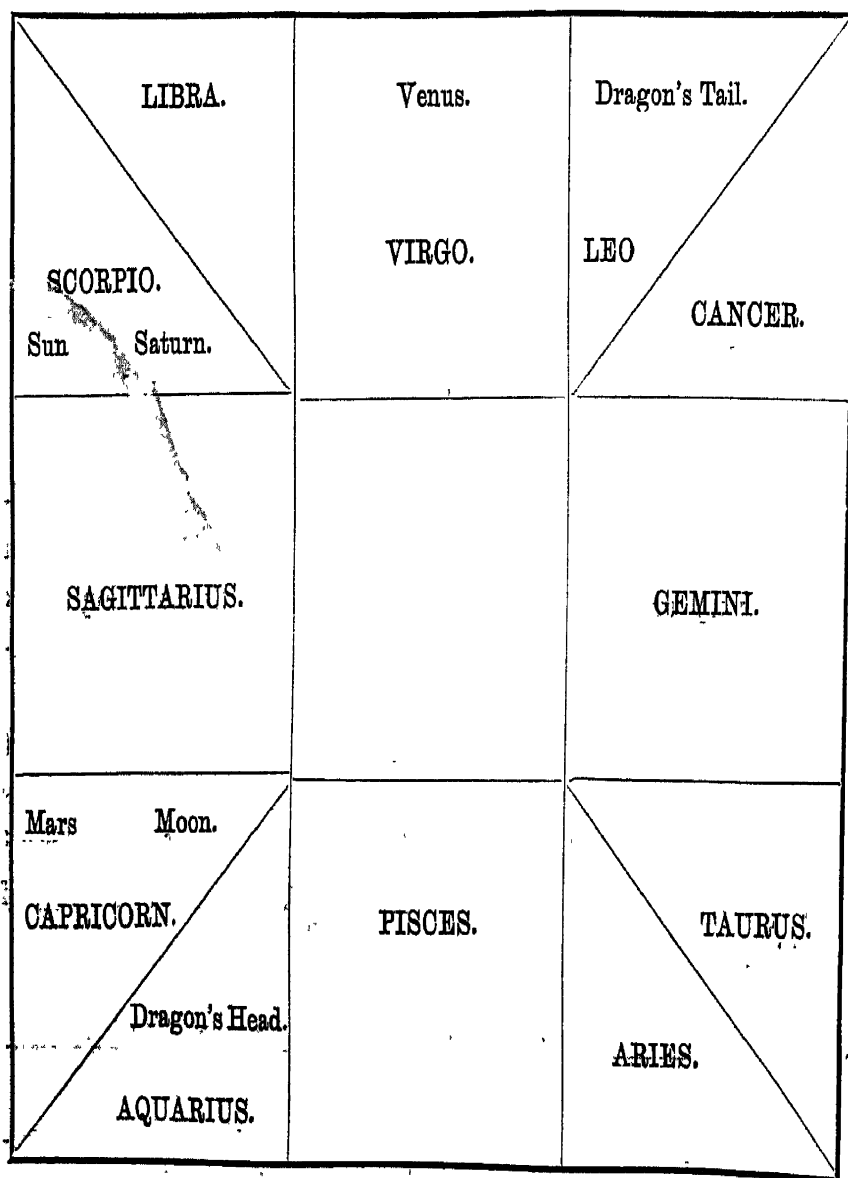 LIBRA.
Venus.
Dragon's Tail.
VIRGO.
LEO
SCORPIO.
CANCER.
Sun Saturn.
SAGITTARIUS.
GEMINI.
Mars Moon.
CAPRICORN.
PISCES.
TAURUS.
Dragon's Head.
ARIES.
AQUARIUS.